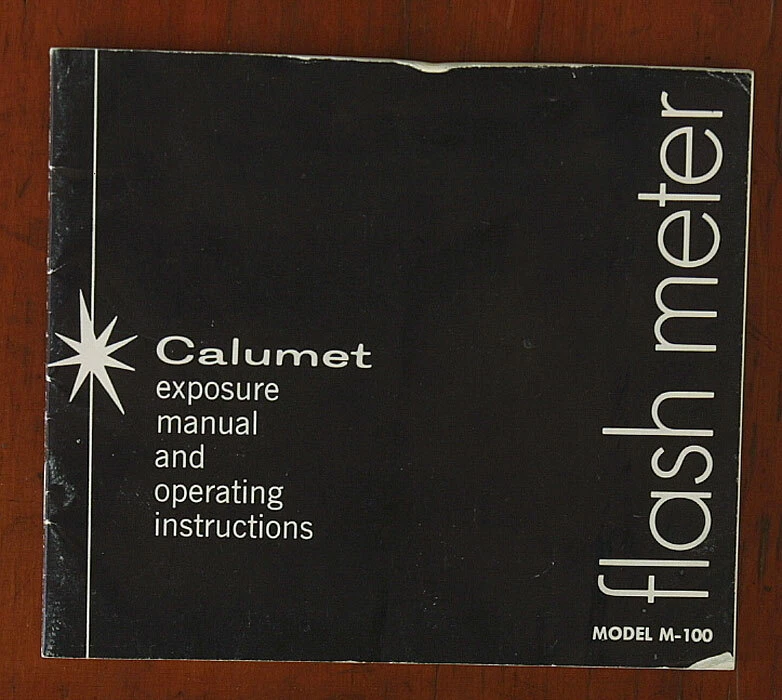 Calumet
exposure
manual
and
operating
instructions
flash meter
MODEL M-100